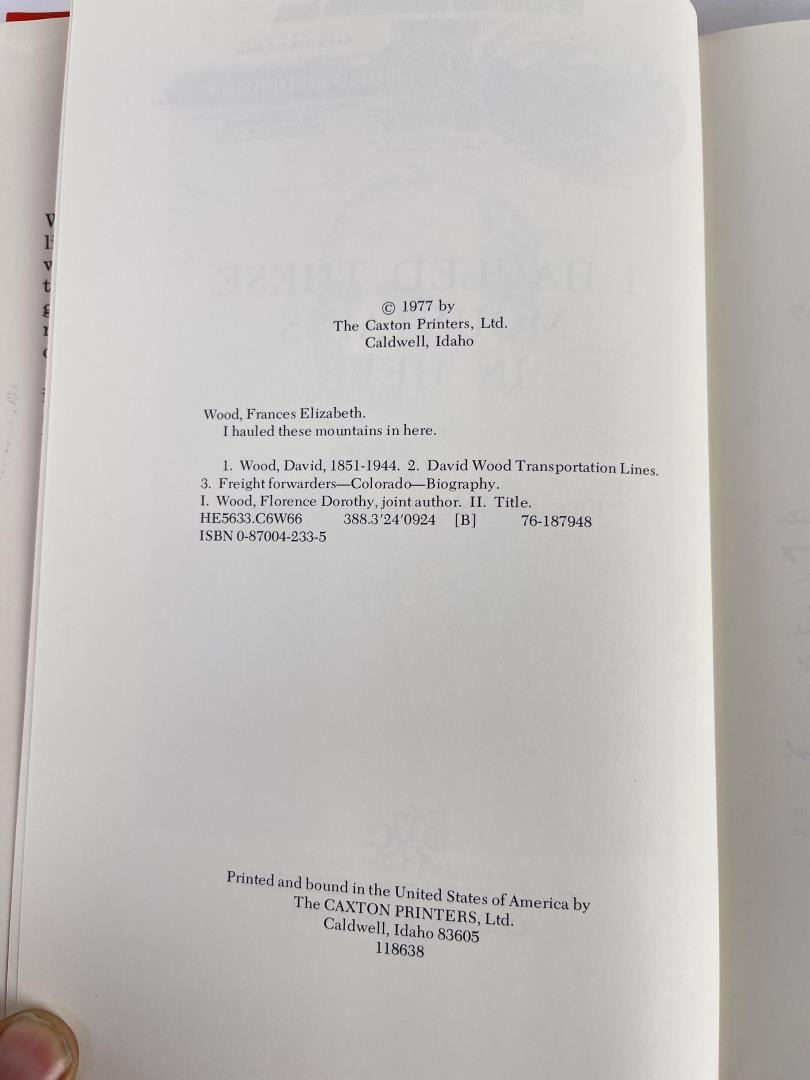 © 1977 by
The Caxton Printers, Ltd.
Caldwell, Idaho
Wood, Frances Elizabeth.
I hauled these mountains in here.
1. Wood, David, 1851-1944. 2. David Wood Transportation Lines.
3. Freight forwarders—Colorado—Biography.
I. Wood, Florence Dorothy, joint author. II. Title.
HE5633.C6W66 388.3′24′0924 [B] 76-187948
ISBN 0-87004-233-5
Printed and bound in the United States of America by
The CAXTON PRINTERS, Ltd.
Caldwell, Idaho 83605
118638